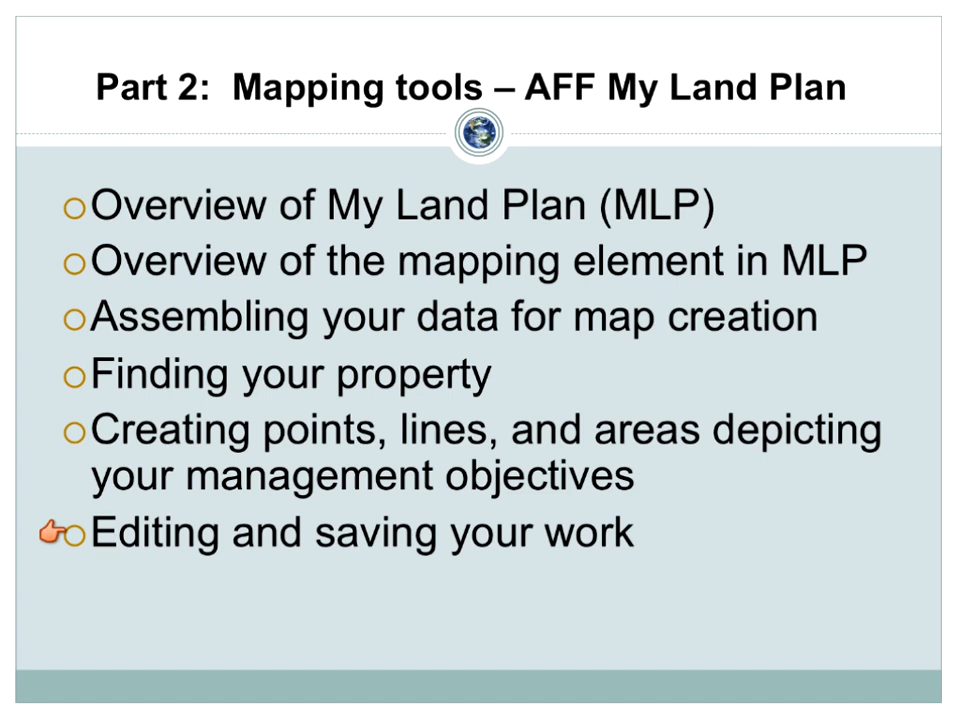 Part 2:  Mapping tools – AFF My Land Plan
Overview of My Land Plan (MLP)
Overview of the mapping element in MLP
Assembling your data for map creation
Finding your property
Creating points, lines, and areas depicting
your management objectives
Editing and saving your work